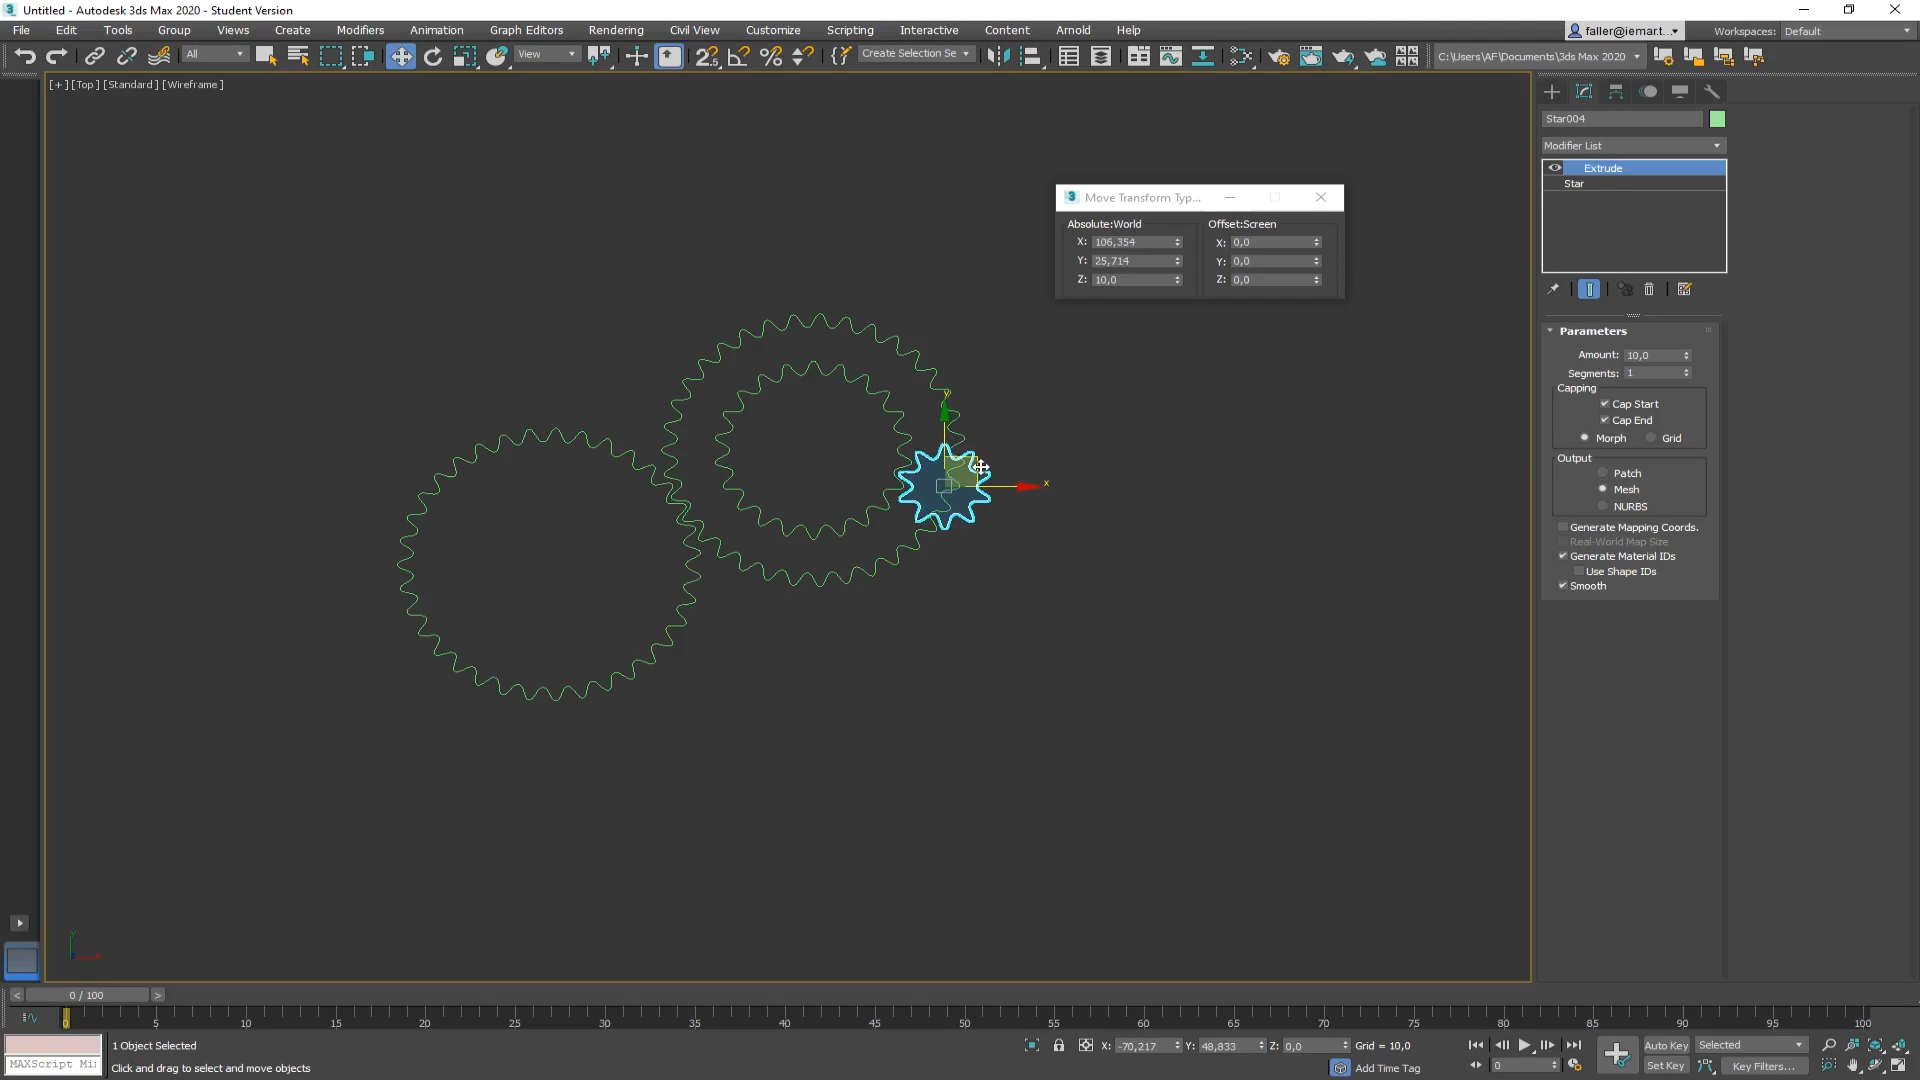 Untitled - Autodesk 3ds Max 2020 - Student Version
File Edit Tools Group Views Create Modifiers Animation Graph Editors Rendering Civil View Customize Scripting Interactive Content Arnold Help
faller@iemar.t... Workspaces: Default
All View Create Selection Se C:\Users\AF\Documents\3ds Max 2020
[+] [Top] [Standard] [Wireframe]
Star004
Modifier List
Extrude
Star
Move Transform Typ...
Absolute:World Offset:Screen
X: 106,354 X: 0,0
Y: 25,714 Y: 0,0
Z: 10,0 Z: 0,0
Parameters
Amount: 10,0
Segments: 1
Capping
Cap Start
Cap End
Morph Grid
Output
Patch
Mesh
NURBS
Generate Mapping Coords.
Real-World Map Size
Generate Material IDs
Use Shape IDs
Smooth
y
x
0 / 100
0 5 10 15 20 25 30 35 40 45 50 55 60 65 70 75 80 85 90 95 100
1 Object Selected X: -70,217 Y: 48,833 Z: 0,0 Grid = 10,0 Auto Key Selected
MAXScript Mi Click and drag to select and move objects Add Time Tag 0 Set Key Key Filters...